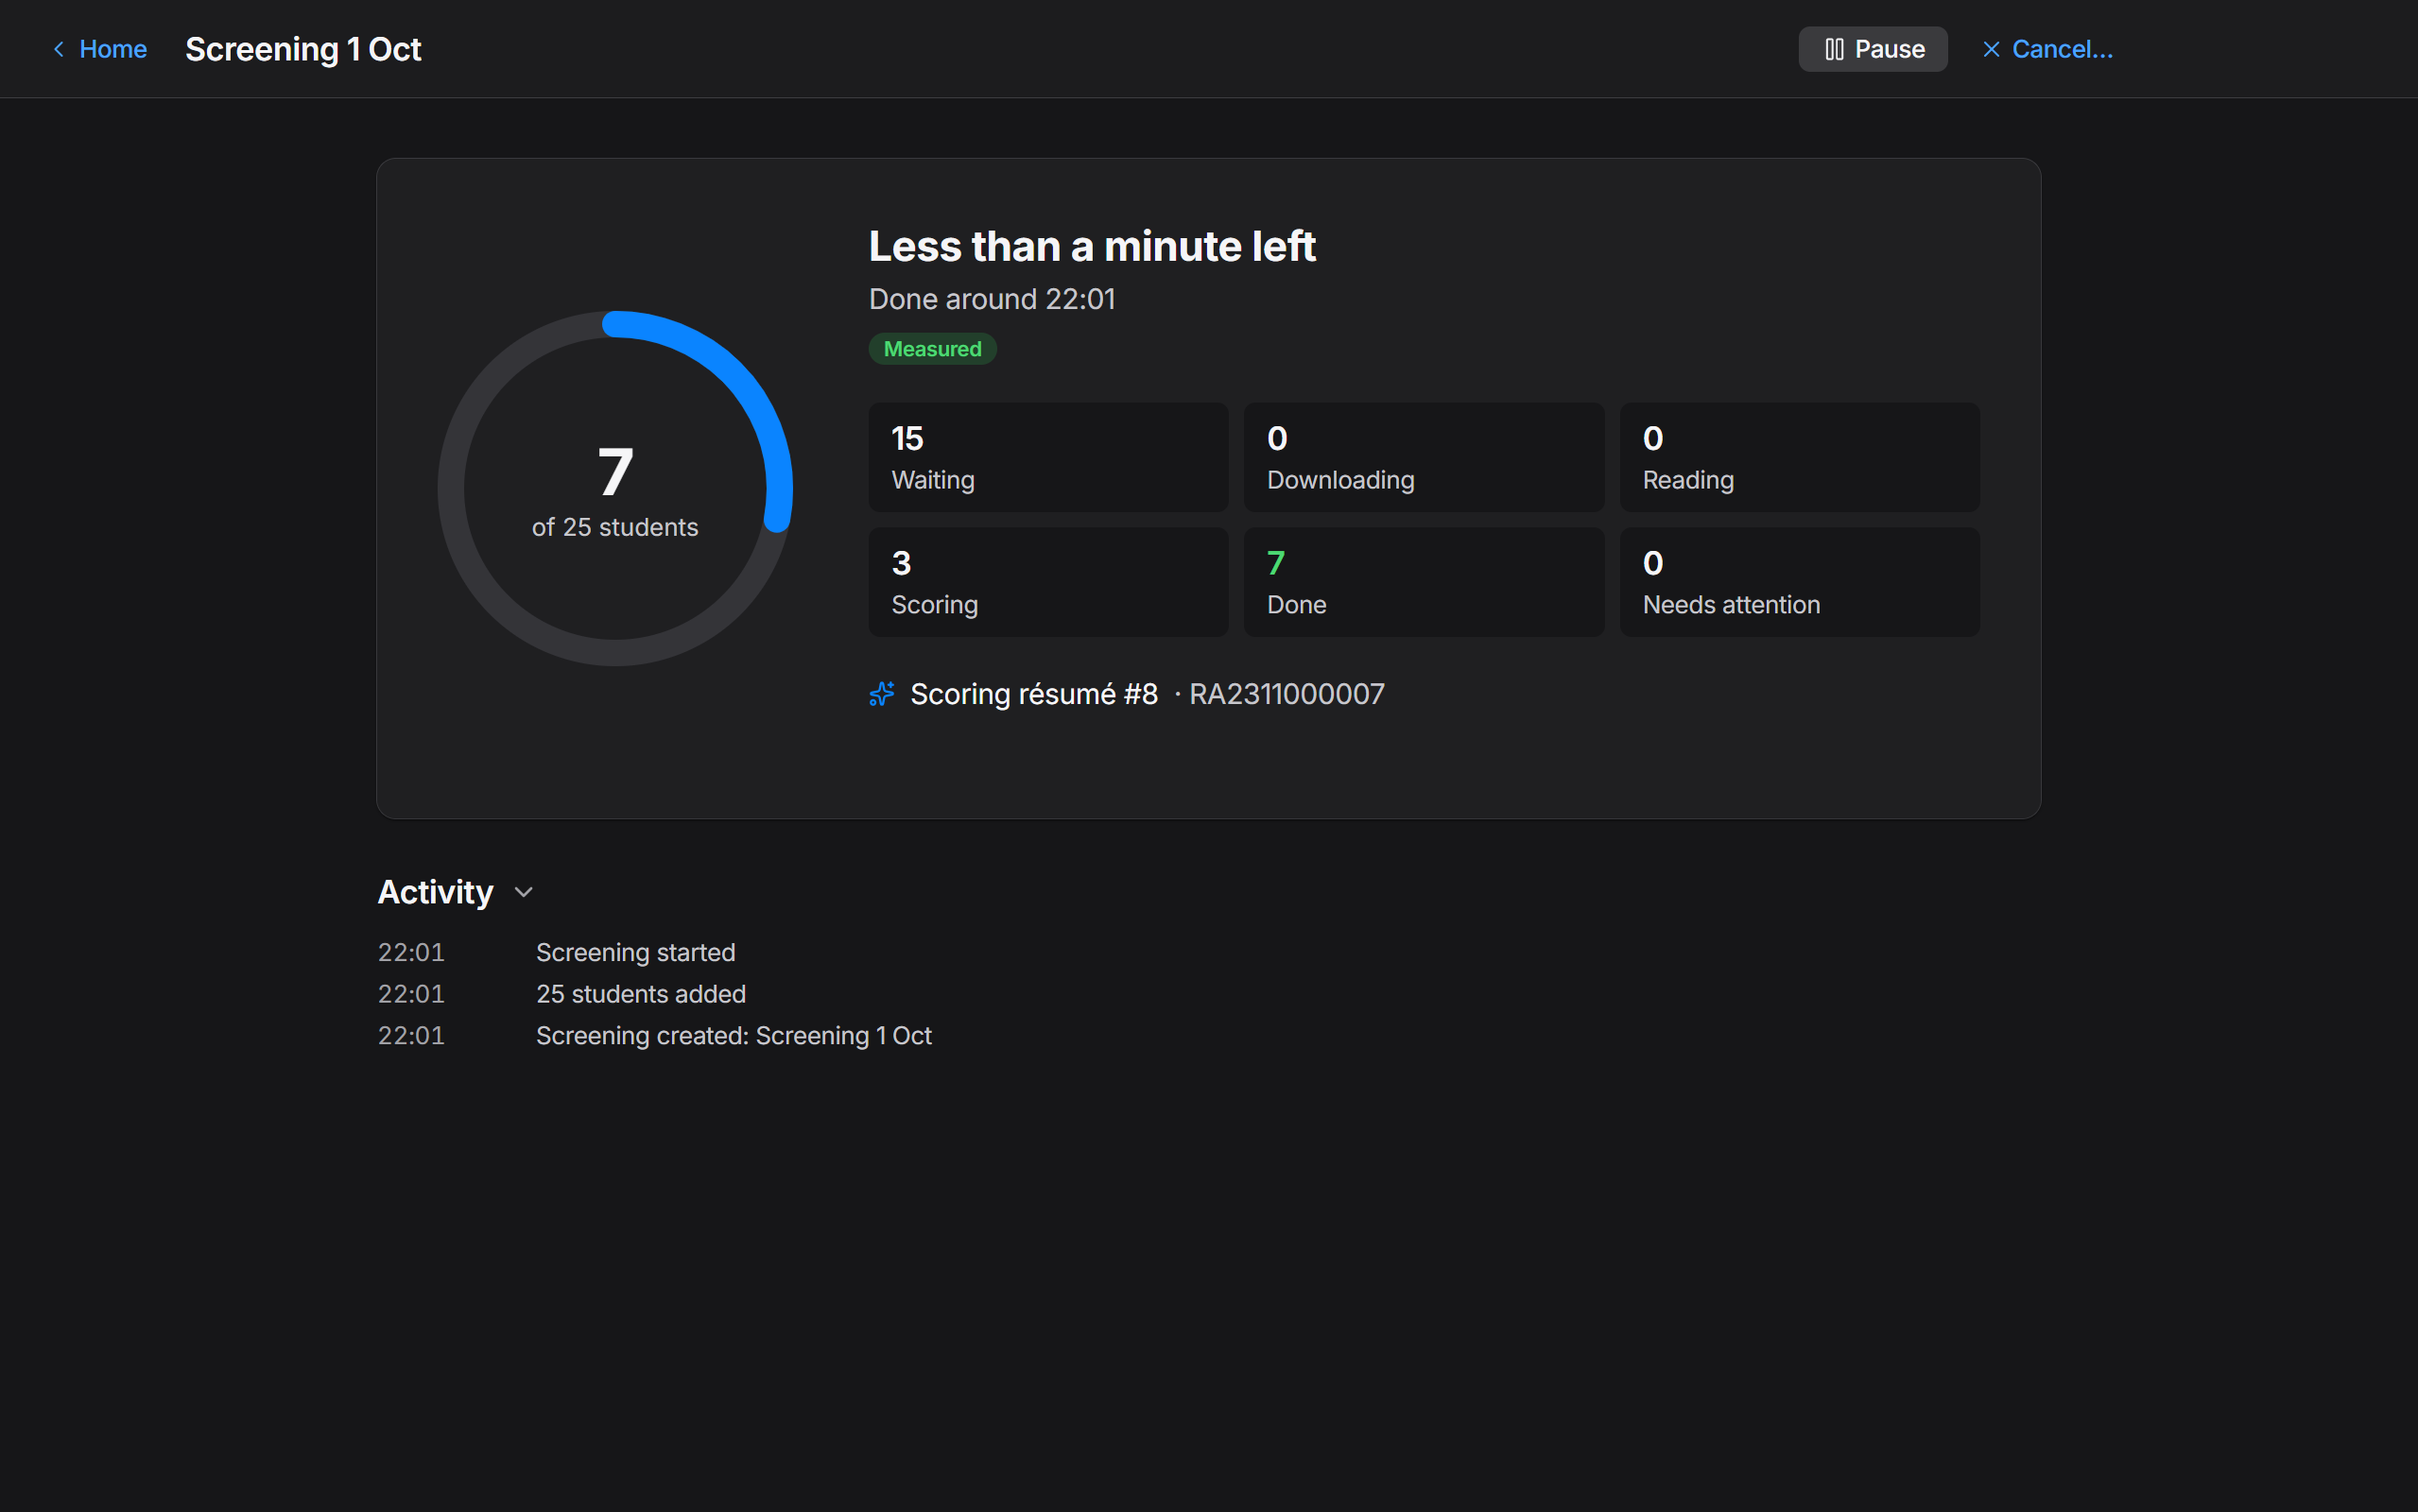 Home
Screening 1 Oct
Pause
Cancel...
Less than a minute left
Done around 22:01
Measured
7
of 25 students
15
Waiting
0
Downloading
0
Reading
3
Scoring
7
Done
0
Needs attention
Scoring résumé #8 · RA2311000007
Activity
22:01 Screening started
22:01 25 students added
22:01 Screening created: Screening 1 Oct